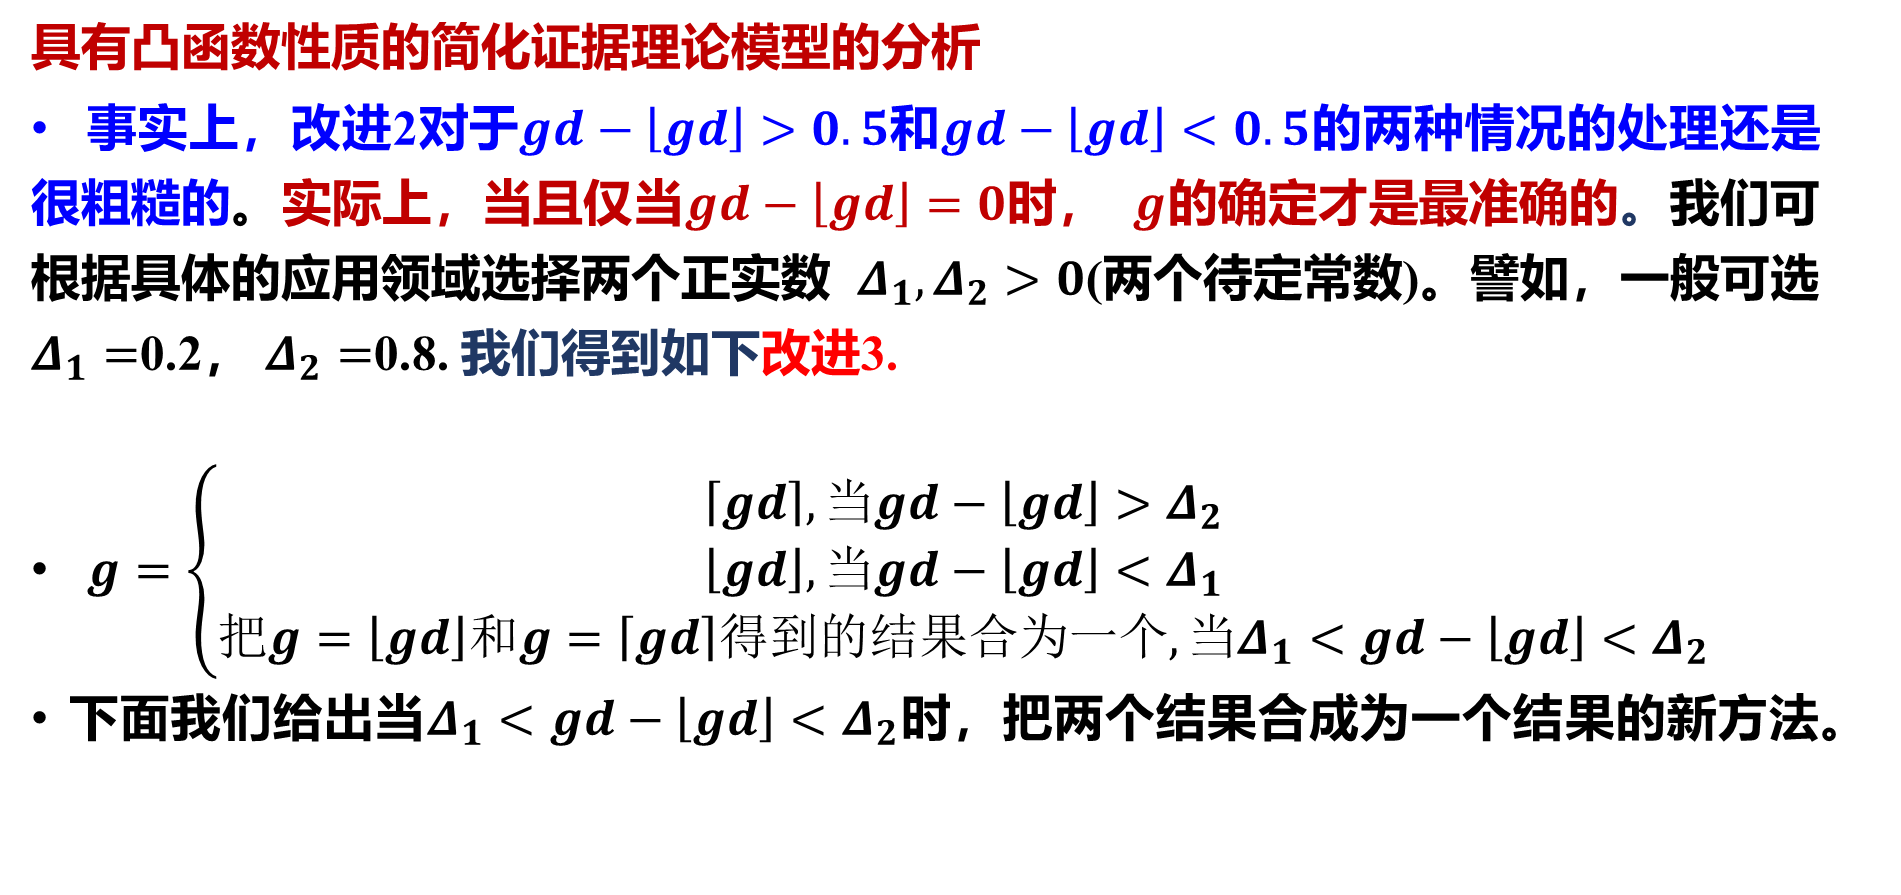 具有凸函数性质的简化证据理论模型的分析
• 事实上，改进2对于gd − ⌊gd⌋ > 0.5和gd − ⌊gd⌋ < 0.5的两种情况的处理还是
很粗糙的。实际上，当且仅当gd − ⌊gd⌋ = 0时， g的确定才是最准确的。我们可
根据具体的应用领域选择两个正实数 Δ₁, Δ₂ > 0(两个待定常数)。譬如，一般可选
Δ₁ =0.2， Δ₂ =0.8. 我们得到如下改进3.
⌈gd⌉, 当gd − ⌊gd⌋ > Δ₂
• g = { ⌊gd⌋, 当gd − ⌊gd⌋ < Δ₁
把g = ⌊gd⌋和g = ⌈gd⌉得到的结果合为一个, 当Δ₁ < gd − ⌊gd⌋ < Δ₂
• 下面我们给出当Δ₁ < gd − ⌊gd⌋ < Δ₂时，把两个结果合成为一个结果的新方法。